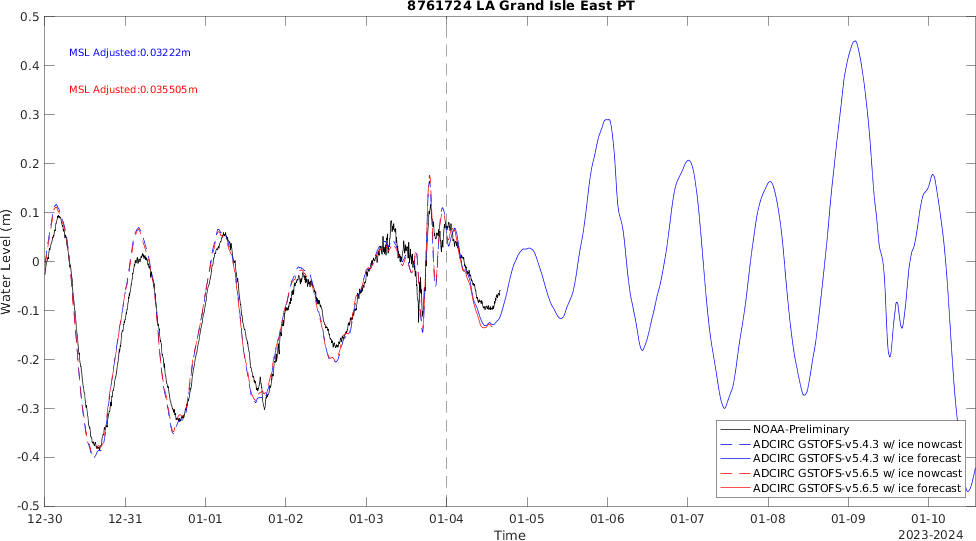 8761724 LA Grand Isle East PT
MSL Adjusted:0.03222m
MSL Adjusted:0.035505m
Water Level (m)
0.5
0.4
0.3
0.2
0.1
0
-0.1
-0.2
-0.3
-0.4
-0.5
NOAA-Preliminary
ADCIRC GSTOFS-v5.4.3 w/ ice nowcast
ADCIRC GSTOFS-v5.4.3 w/ ice forecast
ADCIRC GSTOFS-v5.6.5 w/ ice nowcast
ADCIRC GSTOFS-v5.6.5 w/ ice forecast
12-30 12-31 01-01 01-02 01-03 01-04 01-05 01-06 01-07 01-08 01-09 01-10
Time
2023-2024